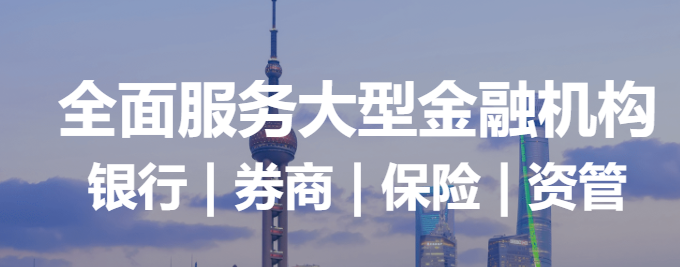 全面服务大型金融机构
银行 | 券商 | 保险 | 资管